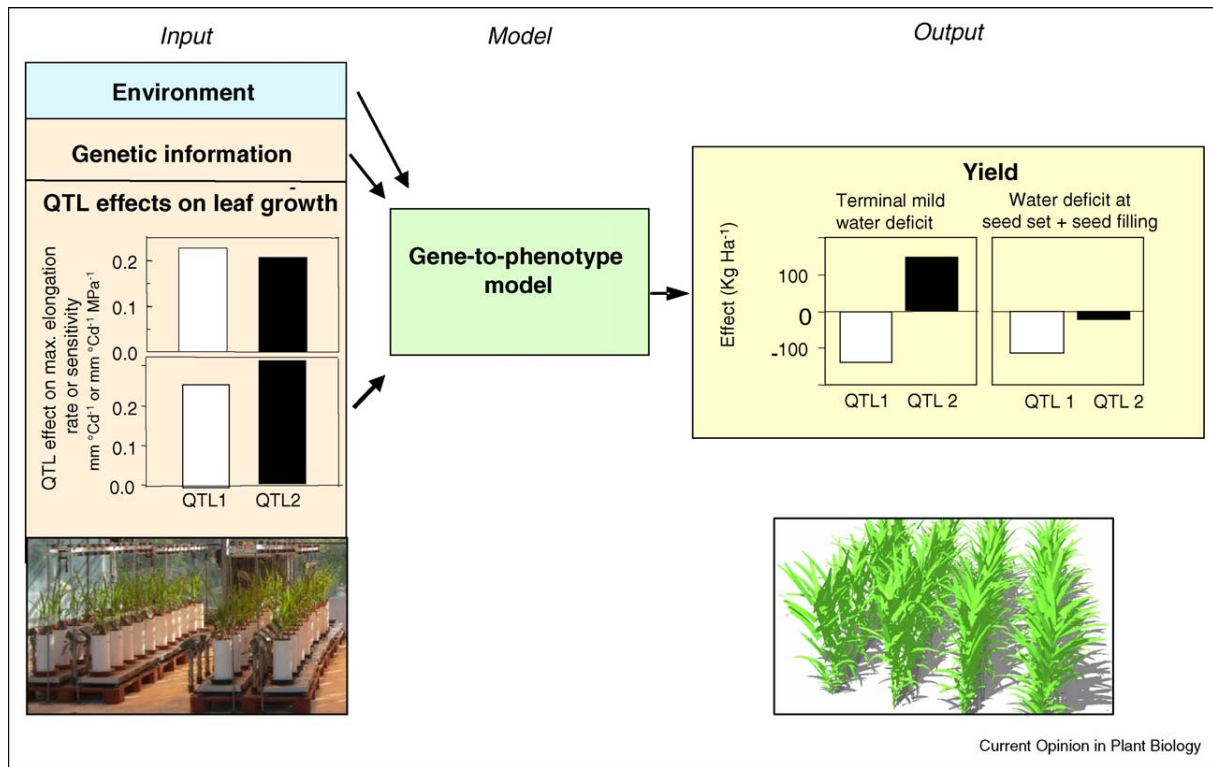 Input
Model
Output
Environment
Genetic information
QTL effects on leaf growth
QTL effect on max. elongation
rate or sensitivity
mm °Cd⁻¹ or mm °Cd⁻¹ MPa⁻¹
0.2
0.1
0.0
0.2
0.1
0.0
QTL1
QTL2
Gene-to-phenotype
model
Yield
Terminal mild
water deficit
Water deficit at
seed set + seed filling
Effect (Kg Ha⁻¹)
100
0
-100
QTL1
QTL 2
QTL 1
QTL 2
Current Opinion in Plant Biology